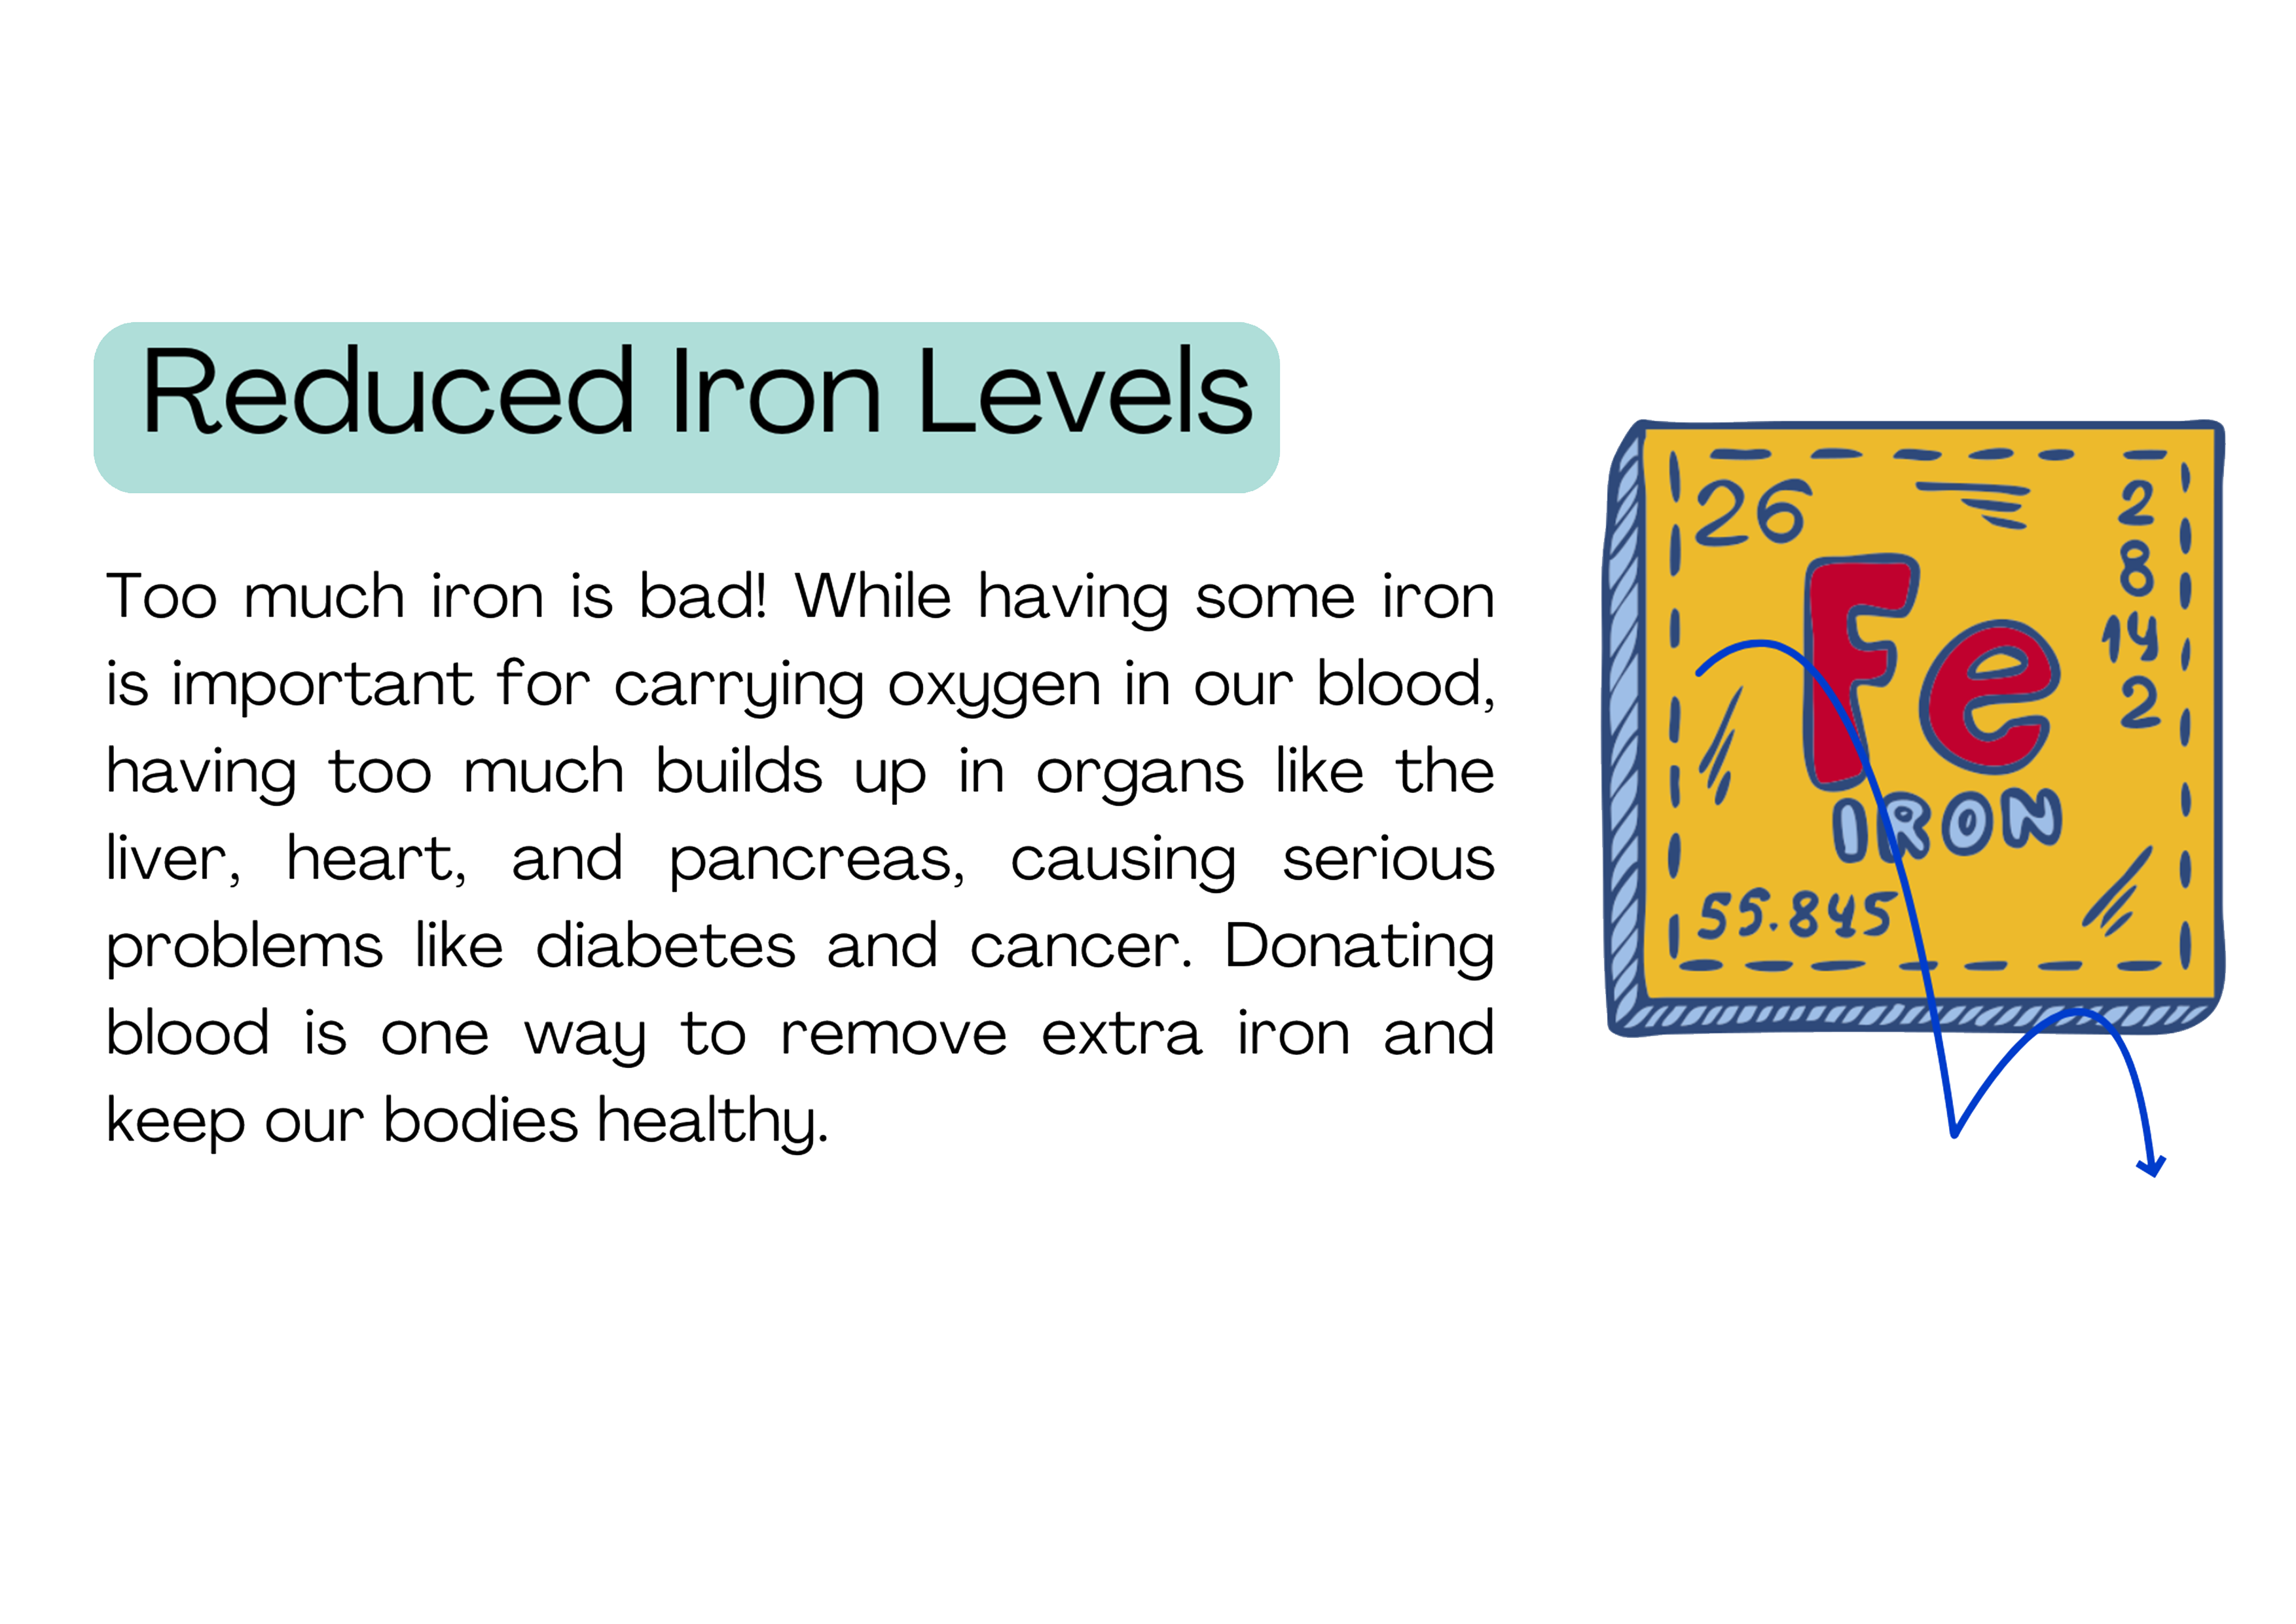 Reduced Iron Levels
Too much iron is bad! While having some iron
is important for carrying oxygen in our blood,
having too much builds up in organs like the
liver, heart, and pancreas, causing serious
problems like diabetes and cancer. Donating
blood is one way to remove extra iron and
keep our bodies healthy.
26
2
8
14
2
Fe
IRON
55.845